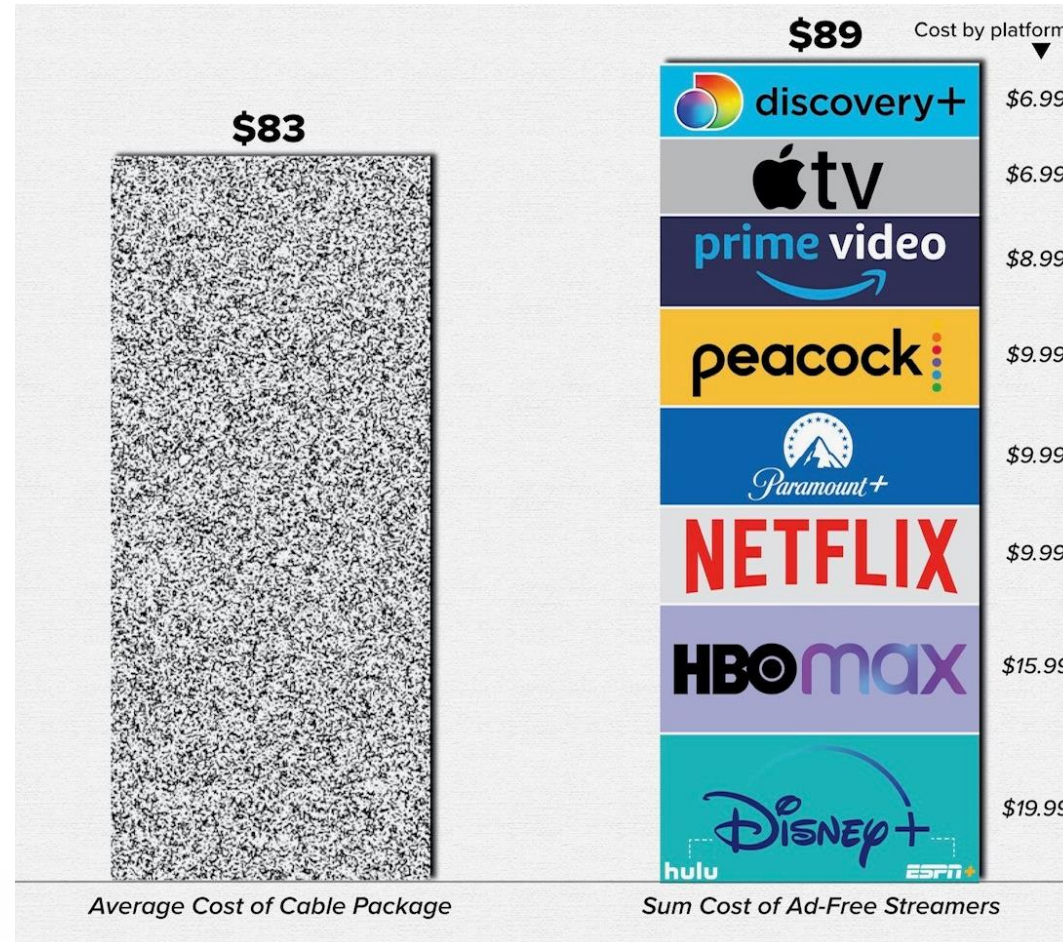 $89
Cost by platform
$83
discovery+
$6.99
tv
$6.99
prime video
$8.99
peacock
$9.99
Paramount+
$9.99
NETFLIX
$9.99
HBOmax
$15.99
Disney+
$19.99
hulu
ESPN+
Average Cost of Cable Package
Sum Cost of Ad-Free Streamers